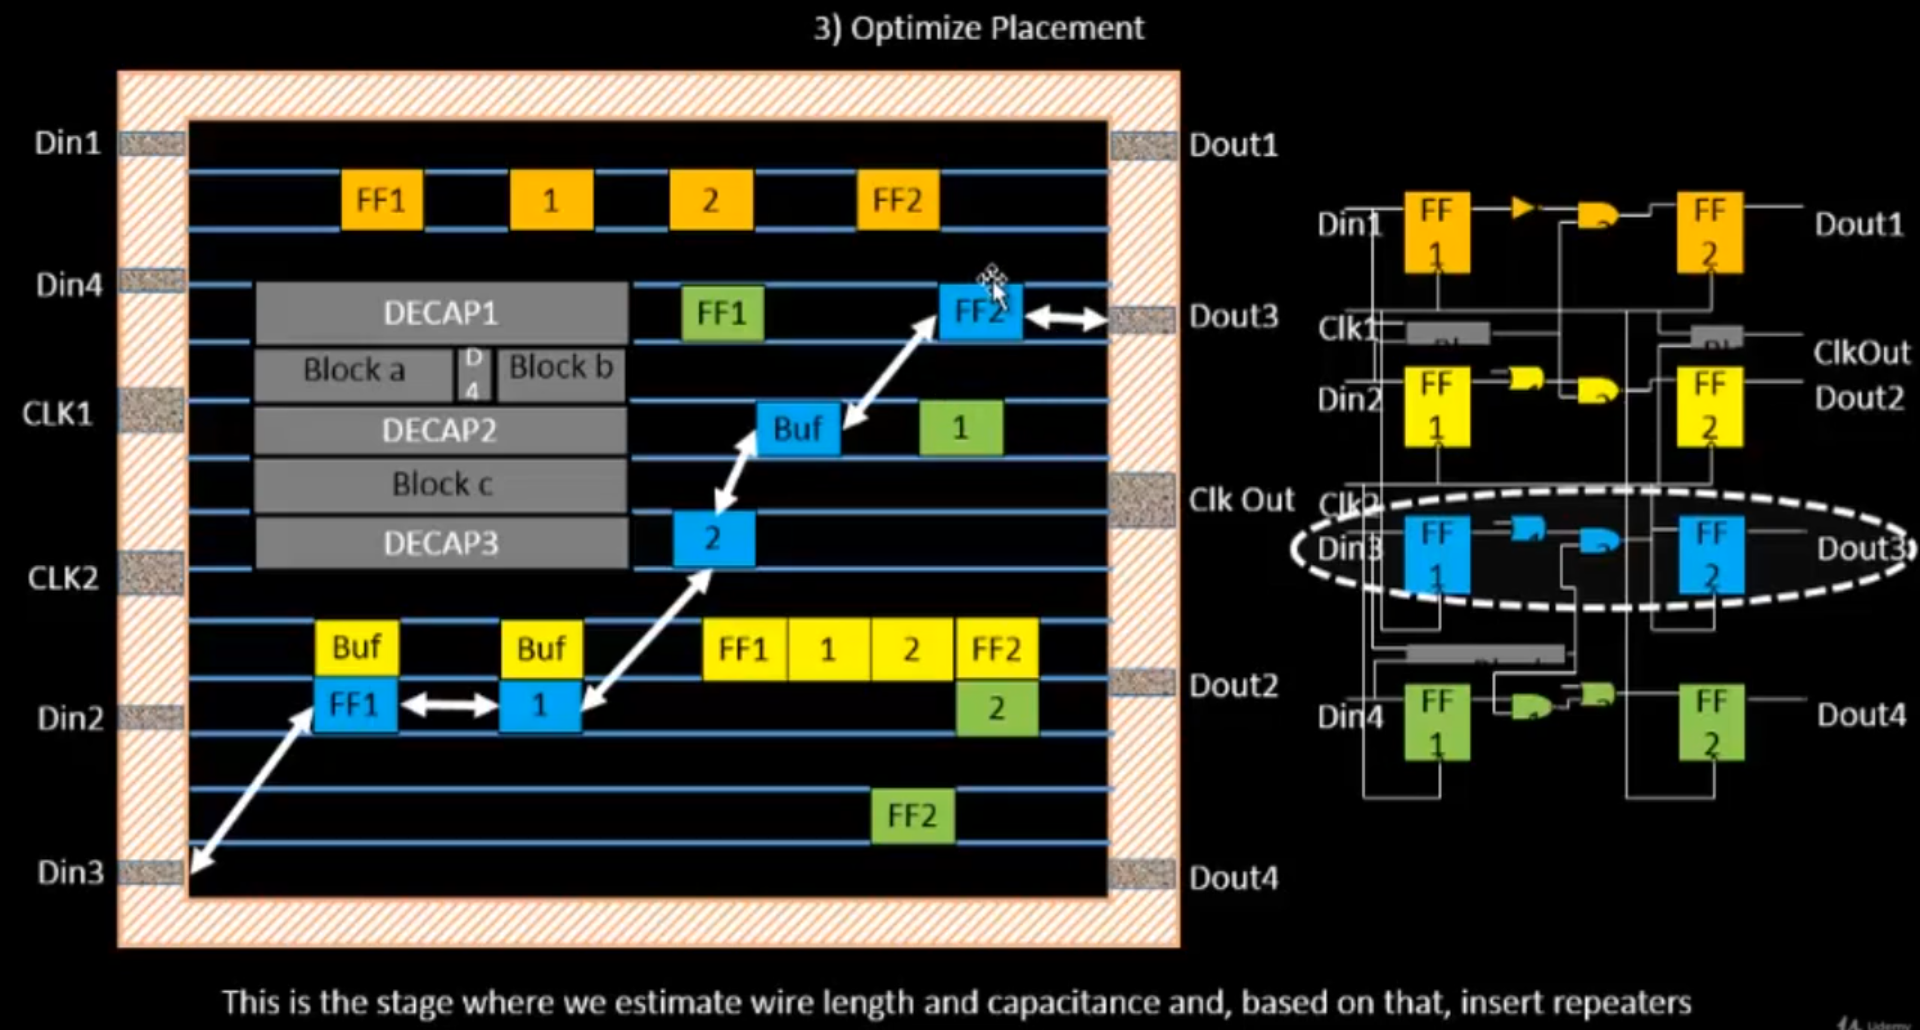 3) Optimize Placement
Din1
Dout1
FF1 1 2 FF2
Din4
DECAP1
FF1
FF2
Dout3
Block a
D
4
Block b
CLK1
DECAP2
Buf
1
Block c
Clk Out
CLK2
DECAP3
2
Buf
Buf
FF1 1 2 FF2
Dout2
Din2
FF1
1
2
FF2
Din3
Dout4
Din1
FF
1
FF
2
Dout1
Clk1
ClkOut
Din2
FF
1
FF
2
Dout2
Clk2
Din3
FF
1
2
FF
2
Dout3
Din4
FF
1
FF
2
Dout4
This is the stage where we estimate wire length and capacitance and, based on that, insert repeaters